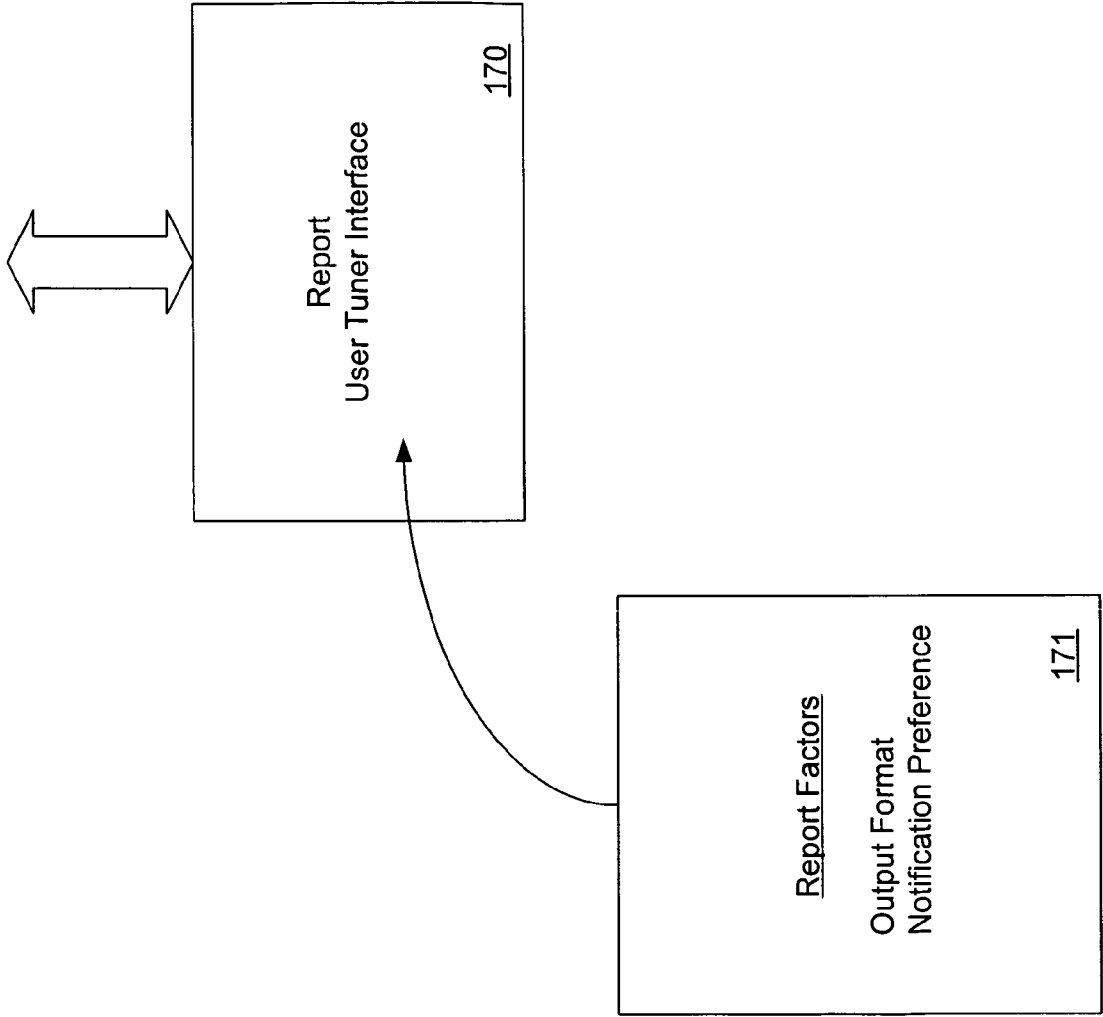 Report
User Tuner Interface
170
Report Factors
Output Format
Notification Preference
171